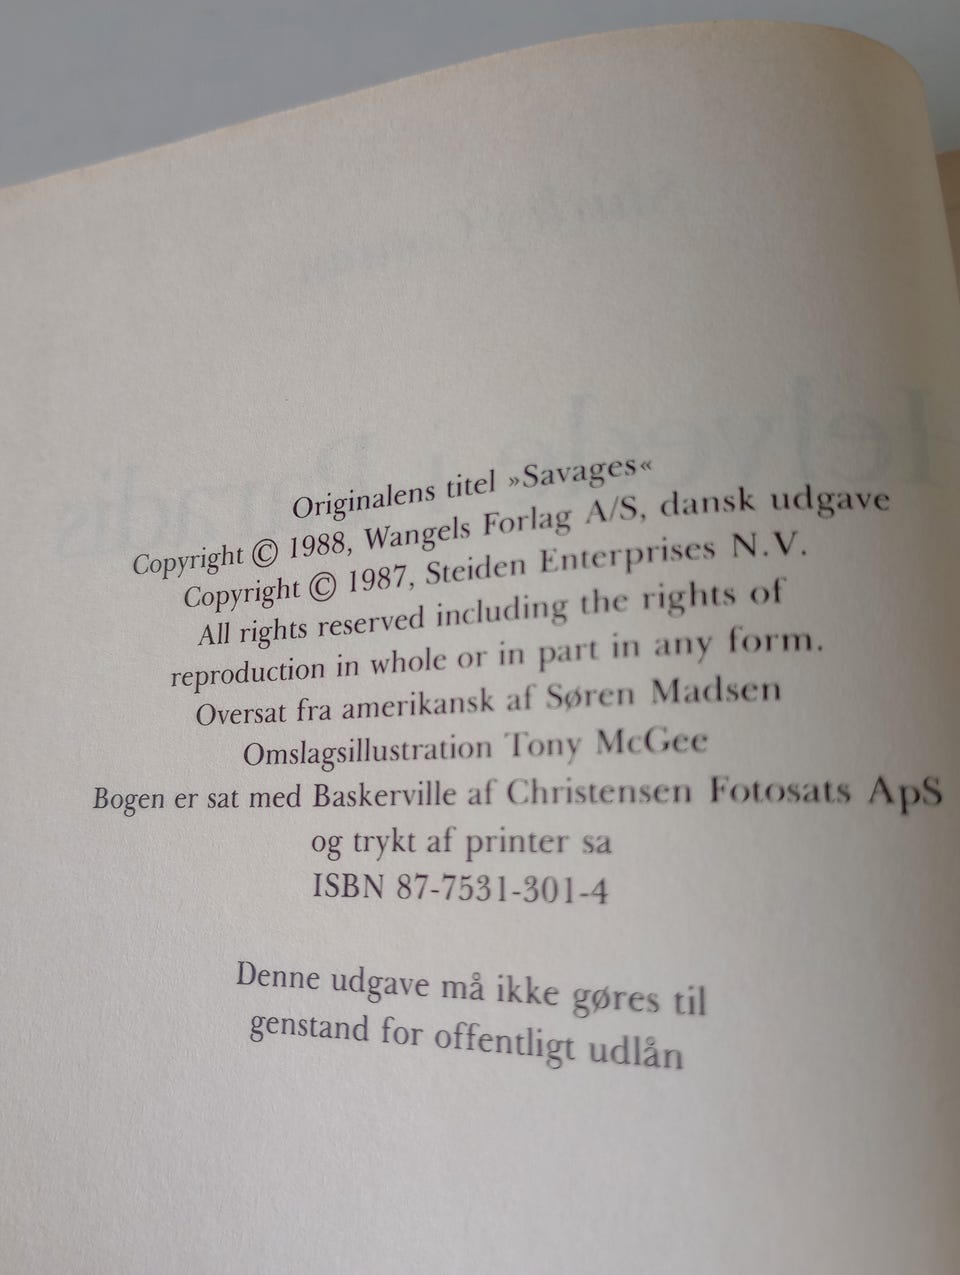 Originalens titel »Savages«
Copyright © 1988, Wangels Forlag A/S, dansk udgave
Copyright © 1987, Steiden Enterprises N.V.
All rights reserved including the rights of
reproduction in whole or in part in any form.
Oversat fra amerikansk af Søren Madsen
Omslagsillustration Tony McGee
Bogen er sat med Baskerville af Christensen Fotosats ApS
og trykt af printer sa
ISBN 87-7531-301-4
Denne udgave må ikke gøres til
genstand for offentligt udlån